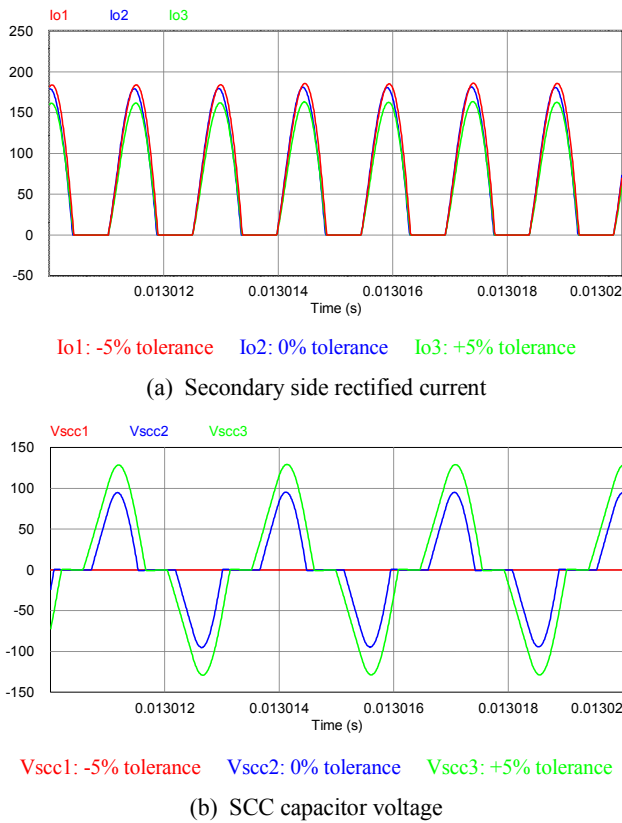 Io1 Io2 Io3
250
200
150
100
50
0
-50
0.013012 0.013014 0.013016 0.013018 0.01302
Time (s)
Io1: -5% tolerance Io2: 0% tolerance Io3: +5% tolerance
(a) Secondary side rectified current
Vscc1 Vscc2 Vscc3
150
100
50
0
-50
-100
-150
0.013012 0.013014 0.013016 0.013018 0.01302
Time (s)
Vscc1: -5% tolerance Vscc2: 0% tolerance Vscc3: +5% tolerance
(b) SCC capacitor voltage